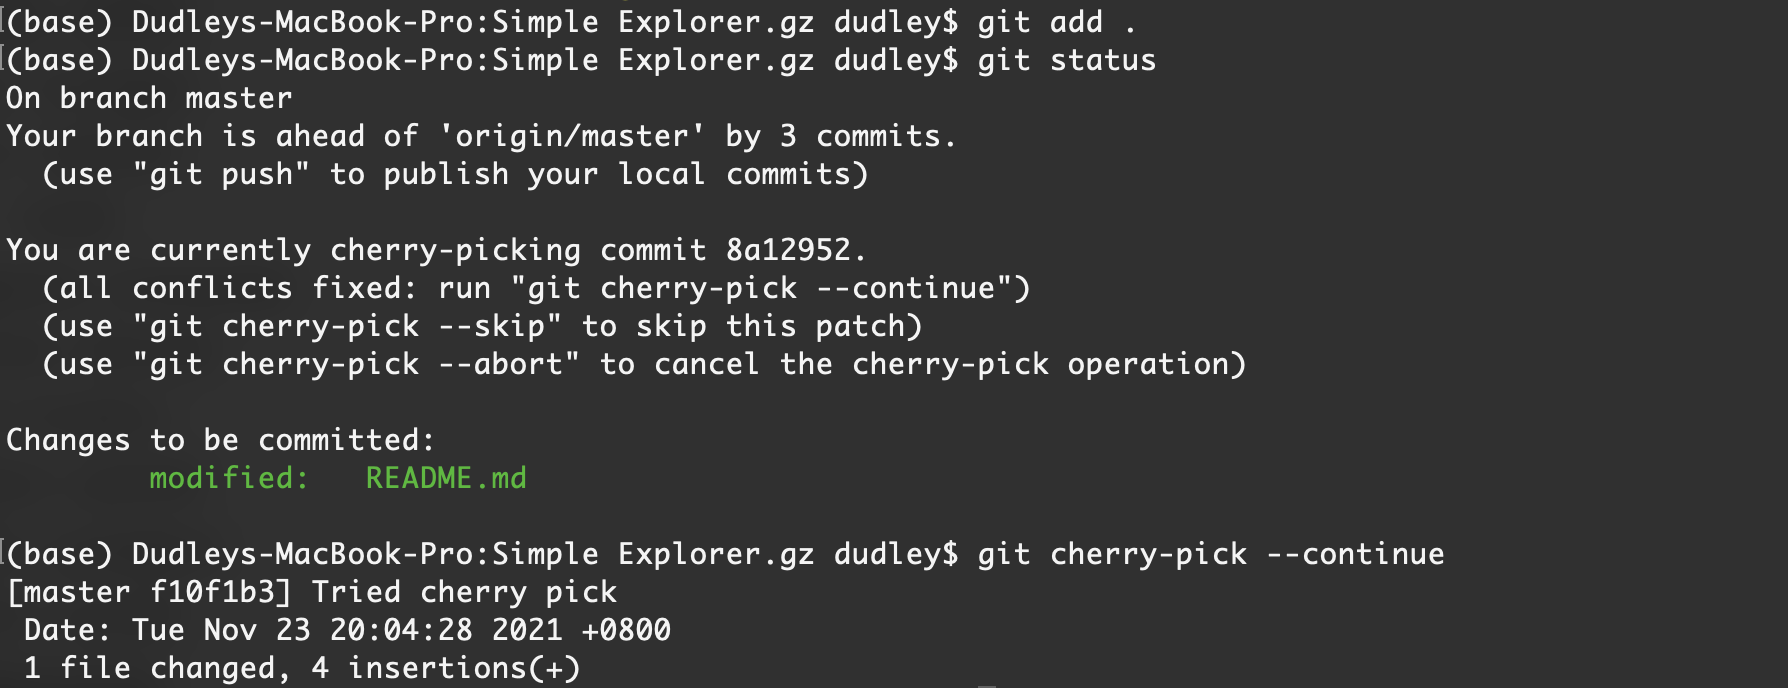 (base) Dudleys-MacBook-Pro:Simple Explorer.gz dudley$ git add .
(base) Dudleys-MacBook-Pro:Simple Explorer.gz dudley$ git status
On branch master
Your branch is ahead of 'origin/master' by 3 commits.
  (use "git push" to publish your local commits)

You are currently cherry-picking commit 8a12952.
  (all conflicts fixed: run "git cherry-pick --continue")
  (use "git cherry-pick --skip" to skip this patch)
  (use "git cherry-pick --abort" to cancel the cherry-pick operation)

Changes to be committed:
        modified:   README.md

(base) Dudleys-MacBook-Pro:Simple Explorer.gz dudley$ git cherry-pick --continue
[master f10f1b3] Tried cherry pick
 Date: Tue Nov 23 20:04:28 2021 +0800
 1 file changed, 4 insertions(+)